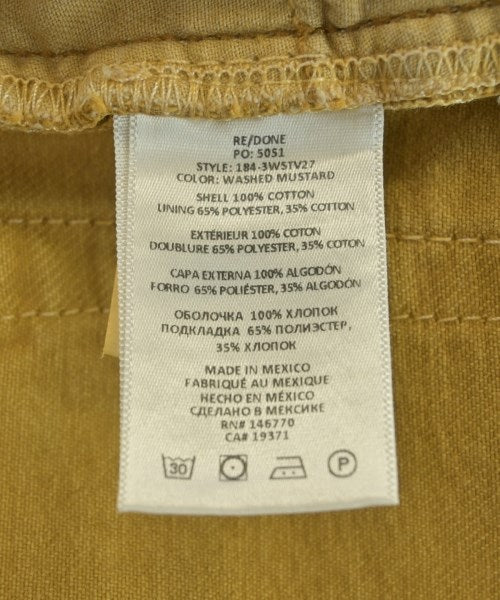 RE/DONE
PO: 5051
STYLE: 184-3WSTV27
COLOR: WASHED MUSTARD
SHELL 100% COTTON
LINING 65% POLYESTER, 35% COTTON
EXTÉRIEUR 100% COTON
DOUBLURE 65% POLYESTER, 35% COTON
CAPA EXTERNA 100% ALGODÓN
FORRO 65% POLIÉSTER, 35% ALGODÓN
ОБОЛОЧКА 100% ХЛОПОК
ПОДКЛАДКА 65% ПОЛИЭСТЕР,
35% ХЛОПОК
MADE IN MEXICO
FABRIQUÉ AU MEXIQUE
HECHO EN MÉXICO
СДЕЛАНО В МЕКСИКЕ
RN# 146770
CA# 19371
30 P